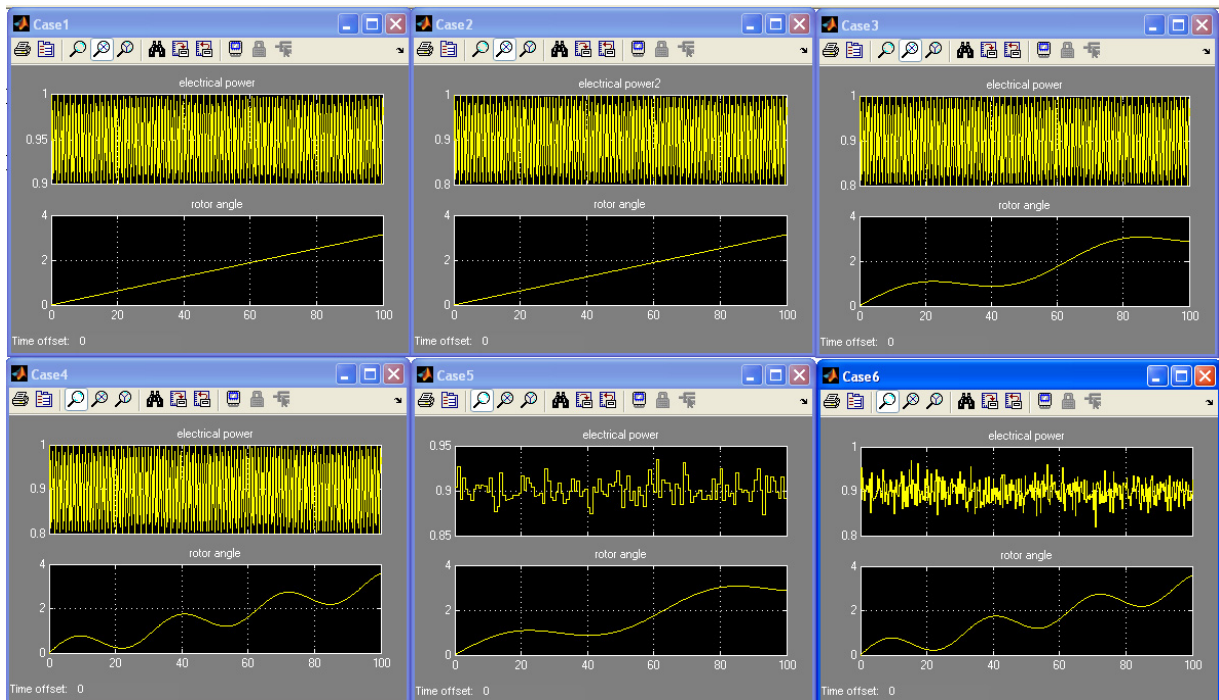 Case1
electrical power
1
0.95
0.9
rotor angle
4
2
0
0 20 40 60 80 100
Time offset: 0
Case2
electrical power2
1
0.9
0.8
rotor angle
4
2
0
0 20 40 60 80 100
Case3
electrical power
1
0.9
0.8
rotor angle
4
2
0
0 20 40 60 80 100
Time offset: 0
Case4
electrical power
1
0.9
0.8
rotor angle
4
2
0
0 20 40 60 80 100
Time offset: 0
Case5
electrical power
0.95
0.9
0.85
rotor angle
4
2
0
0 20 40 60 80 100
Time offset: 0
Case6
electrical power
1
0.9
0.8
rotor angle
4
2
0
0 20 40 60 80 100
Time offset: 0